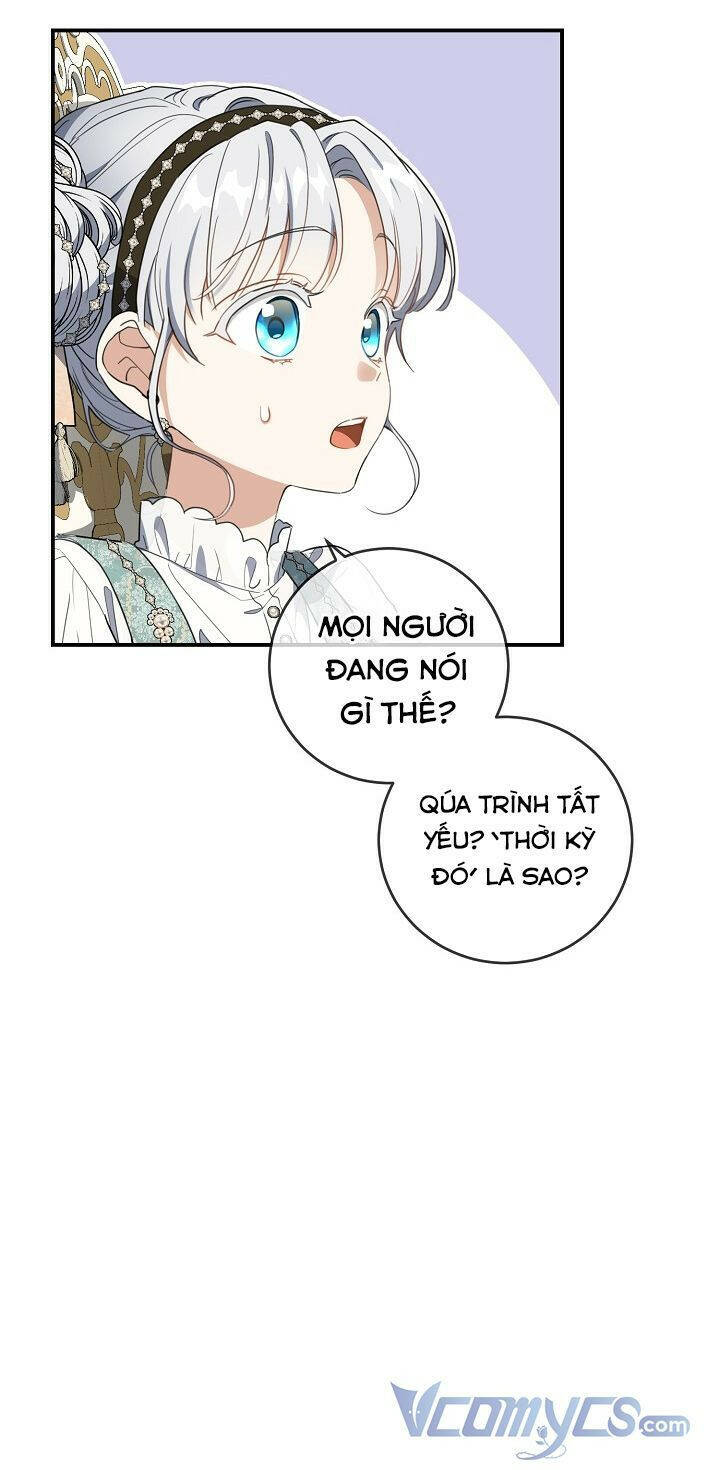 MỌI NGƯỜI
ĐANG NÓI
GÌ THẾ?
QÚA TRÌNH TẤT
YẾU? ‘THỜI KỲ
ĐÓ’ LÀ SAO?
VCOMYCS.com